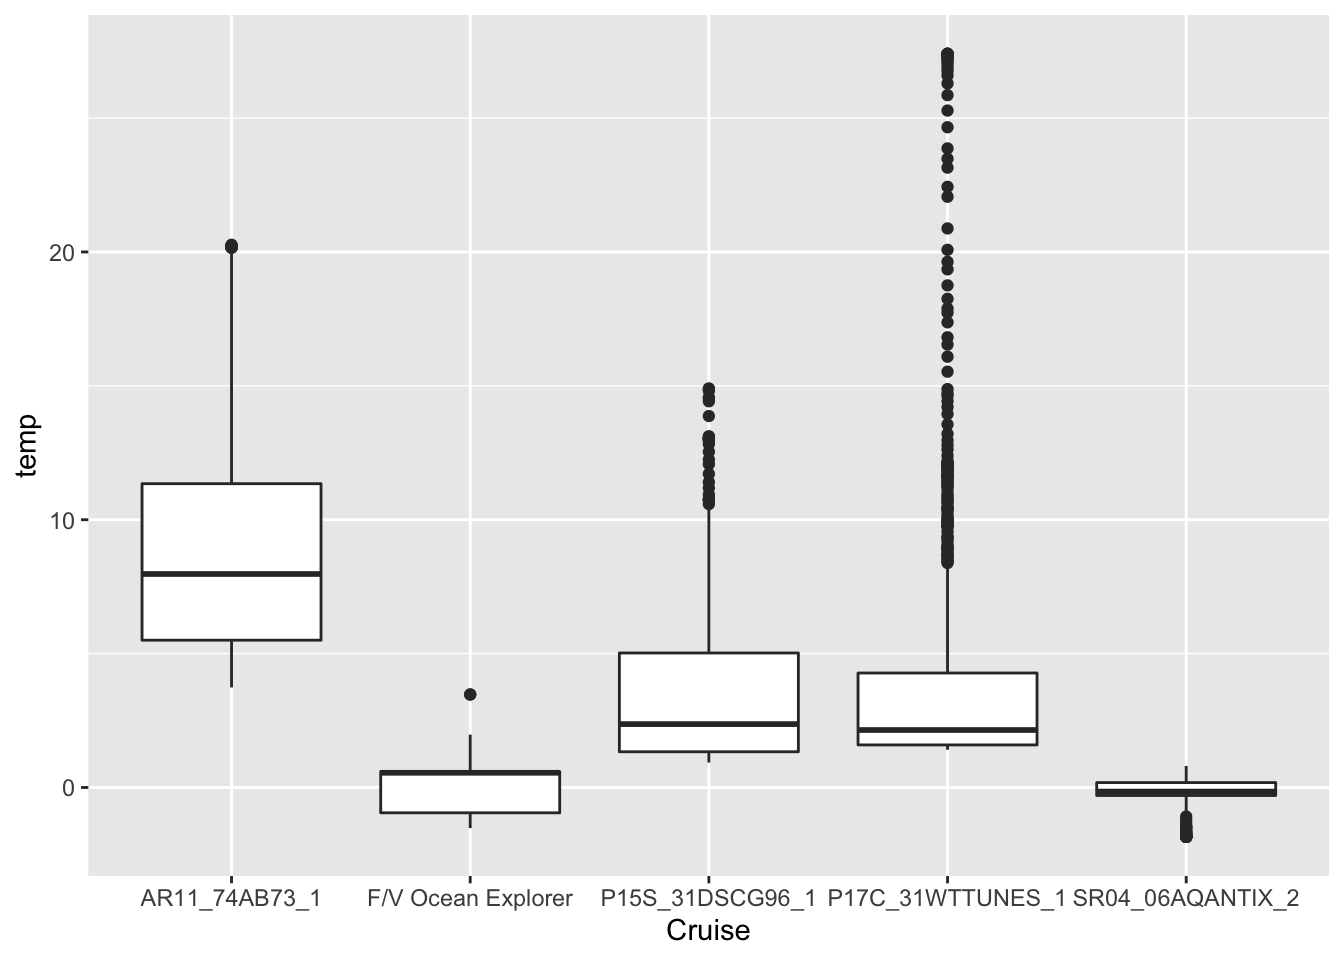 temp
20
10
0
AR11_74AB73_1 F/V Ocean Explorer P15S_31DSCG96_1 P17C_31WTTUNES_1 SR04_06AQANTIX_2
Cruise